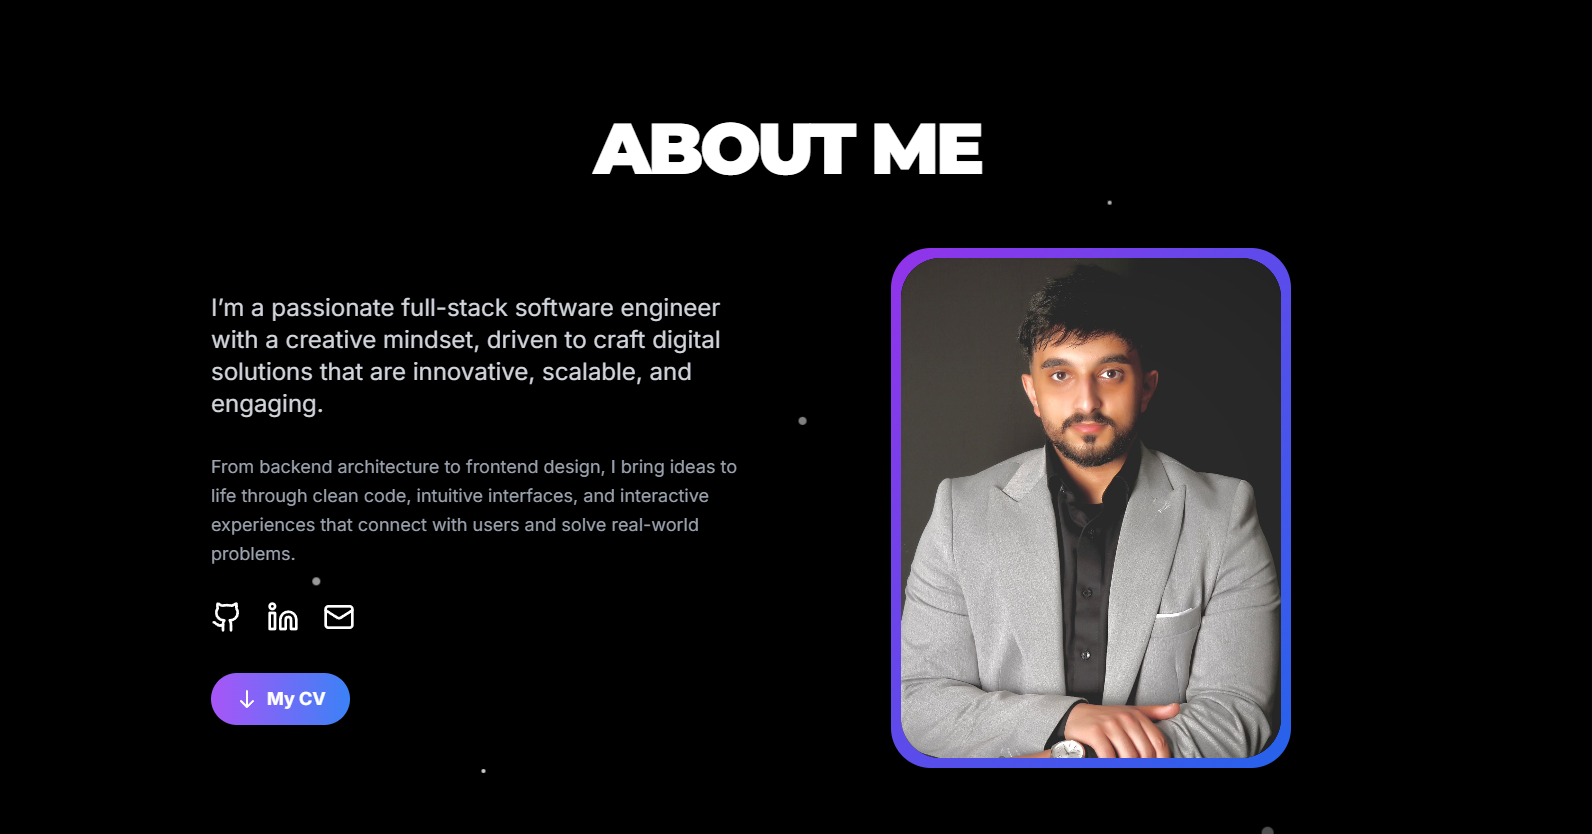 ABOUT ME
I’m a passionate full-stack software engineer
with a creative mindset, driven to craft digital
solutions that are innovative, scalable, and
engaging.
From backend architecture to frontend design, I bring ideas to
life through clean code, intuitive interfaces, and interactive
experiences that connect with users and solve real-world
problems.
My CV